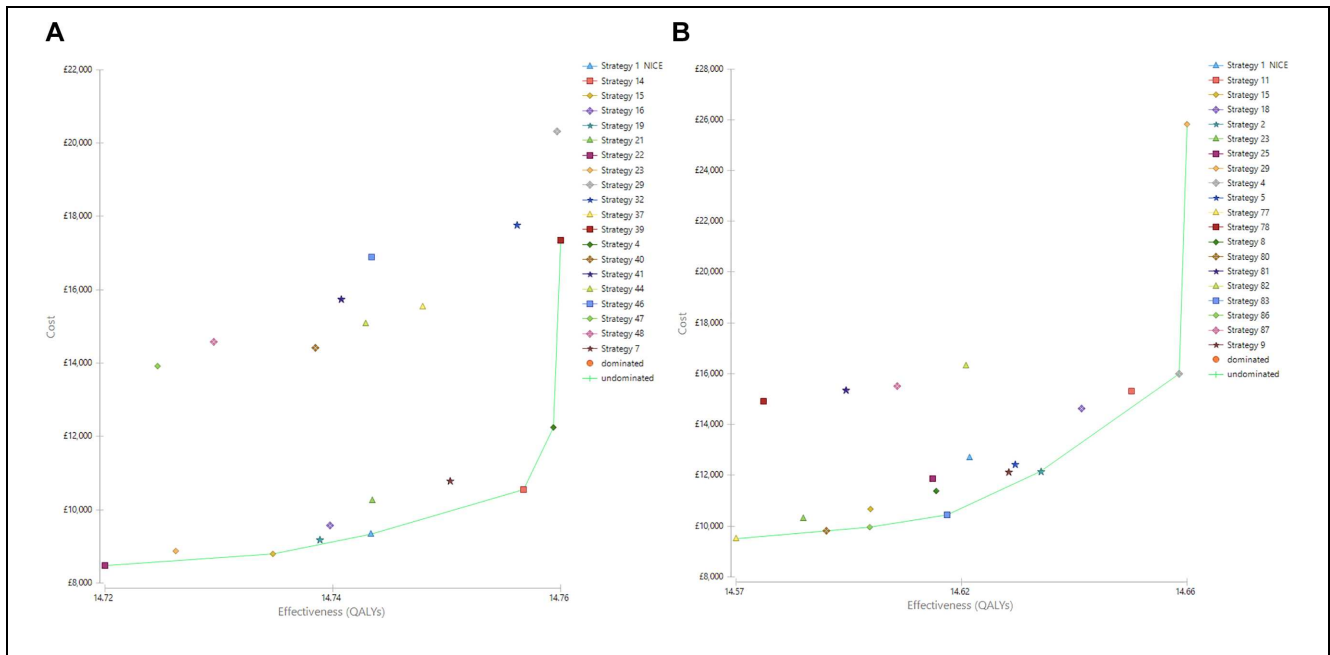 A
£22,000
£20,000
£18,000
£16,000
£14,000
£12,000
£10,000
£8,000
Cost
14.72
14.74
14.76
Effectiveness (QALYs)
Strategy 1 NICE
Strategy 14
Strategy 15
Strategy 16
Strategy 19
Strategy 21
Strategy 22
Strategy 23
Strategy 29
Strategy 32
Strategy 37
Strategy 39
Strategy 4
Strategy 40
Strategy 41
Strategy 44
Strategy 46
Strategy 47
Strategy 48
Strategy 7
dominated
undominated
B
£28,000
£26,000
£24,000
£22,000
£20,000
£18,000
£16,000
£14,000
£12,000
£10,000
£8,000
Cost
14.57
14.62
14.66
Effectiveness (QALYs)
Strategy 1 NICE
Strategy 11
Strategy 15
Strategy 18
Strategy 2
Strategy 23
Strategy 25
Strategy 29
Strategy 4
Strategy 5
Strategy 77
Strategy 78
Strategy 8
Strategy 80
Strategy 81
Strategy 82
Strategy 83
Strategy 86
Strategy 87
Strategy 9
dominated
undominated